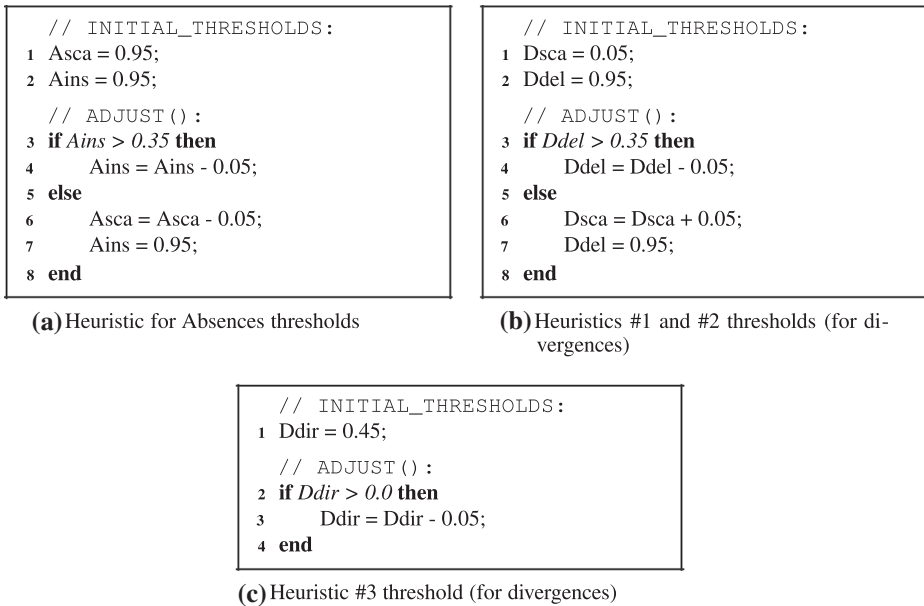 // INITIAL_THRESHOLDS:
1 Asca = 0.95;
2 Ains = 0.95;
// ADJUST():
3 if Ains > 0.35 then
4 Ains = Ains - 0.05;
5 else
6 Asca = Asca - 0.05;
7 Ains = 0.95;
8 end
(a) Heuristic for Absences thresholds
// INITIAL_THRESHOLDS:
1 Dsca = 0.05;
2 Ddel = 0.95;
// ADJUST():
3 if Ddel > 0.35 then
4 Ddel = Ddel - 0.05;
5 else
6 Dsca = Dsca + 0.05;
7 Ddel = 0.95;
8 end
(b) Heuristics #1 and #2 thresholds (for di-
vergences)
// INITIAL_THRESHOLDS:
1 Ddir = 0.45;
// ADJUST():
2 if Ddir > 0.0 then
3 Ddir = Ddir - 0.05;
4 end
(c) Heuristic #3 threshold (for divergences)